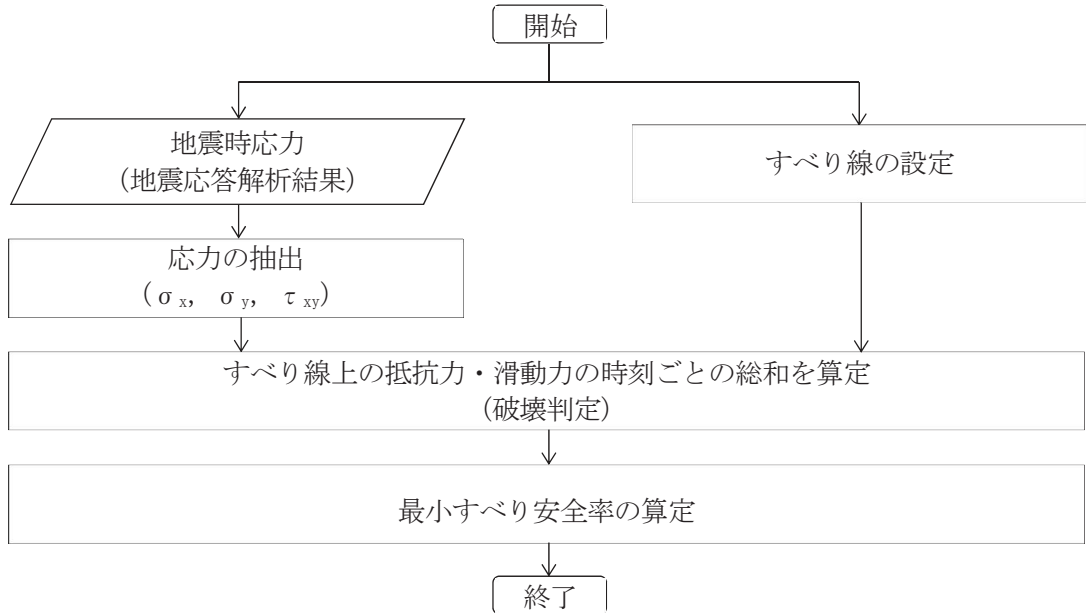 開始
地震時応力
(地震応答解析結果)
すべり線の設定
応力の抽出
(σx, σy, τxy)
すべり線上の抵抗力・滑動力の時刻ごとの総和を算定
(破壊判定)
最小すべり安全率の算定
終了